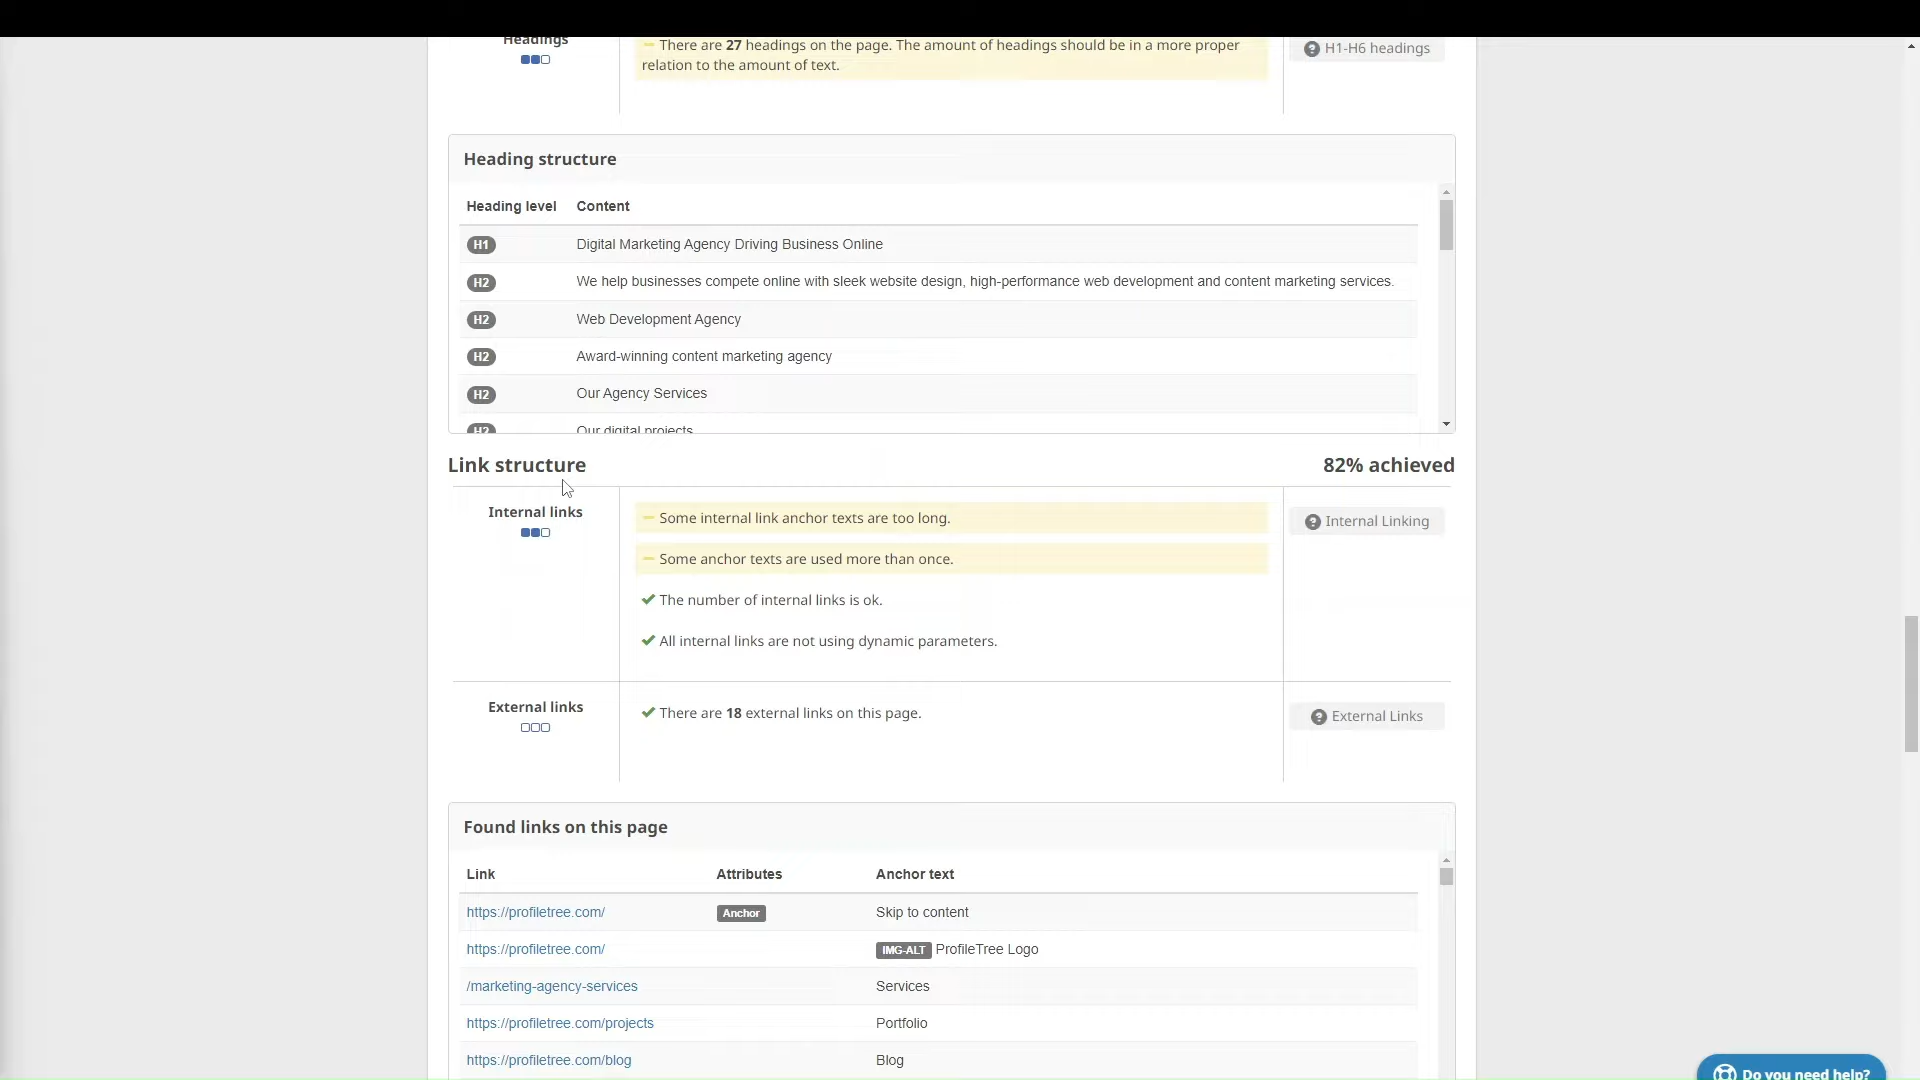 Headings
There are 27 headings on the page. The amount of headings should be in a more proper
relation to the amount of text.
H1-H6 headings
Heading structure
Heading level Content
H1 Digital Marketing Agency Driving Business Online
H2 We help businesses compete online with sleek website design, high-performance web development and content marketing services.
H2 Web Development Agency
H2 Award-winning content marketing agency
H2 Our Agency Services
H2 Our digital projects
Link structure 82% achieved
Internal links
Some internal link anchor texts are too long.
Internal Linking
Some anchor texts are used more than once.
The number of internal links is ok.
All internal links are not using dynamic parameters.
External links
There are 18 external links on this page.
External Links
Found links on this page
Link Attributes Anchor text
https://profiletree.com/ Anchor Skip to content
https://profiletree.com/ IMG-ALT ProfileTree Logo
/marketing-agency-services Services
https://profiletree.com/projects Portfolio
https://profiletree.com/blog Blog
Do you need help?